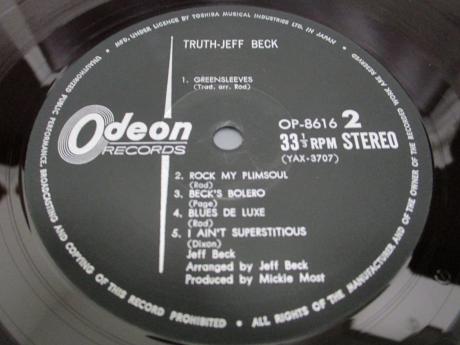 • MFD, UNDER LICENCE BY TOSHIBA MUSICAL INDUSTRIES LTD. IN JAPAN •
TRUTH-JEFF BECK
1. GREENSLEEVES
(Trad. arr. Rod)
Odeon
RECORDS
OP-8616 2
33 1/3 RPM STEREO
(YAX-3707)
2. ROCK MY PLIMSOUL
(Rod)
3. BECK'S BOLERO
(Page)
4. BLUES DE LUXE
(Rod)
5. I AIN'T SUPERSTITIOUS
(Dixon)
Jeff Beck
Arranged by Jeff Beck
Produced by Mickie Most
UNAUTHORIZED PUBLIC PERFORMANCE, BROADCASTING AND COPYING OF THIS RECORD PROHIBITED • ALL RIGHTS OF THE MANUFACTURER AND OF THE OWNER OF THE RECORDED WORK ARE RESERVED